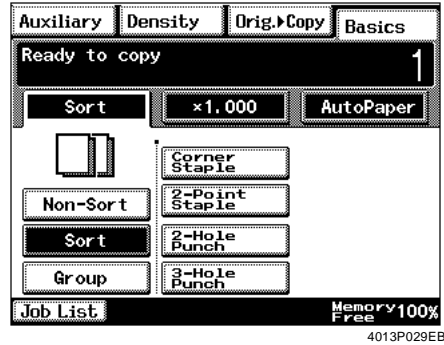 Auxiliary Density Orig.▶Copy Basics
Ready to copy 1
Sort ×1.000 AutoPaper
Corner
Staple
Non-Sort
2-Point
Staple
Sort
2-Hole
Punch
Group
3-Hole
Punch
Job List
Memory
Free 100%
4013P029EB